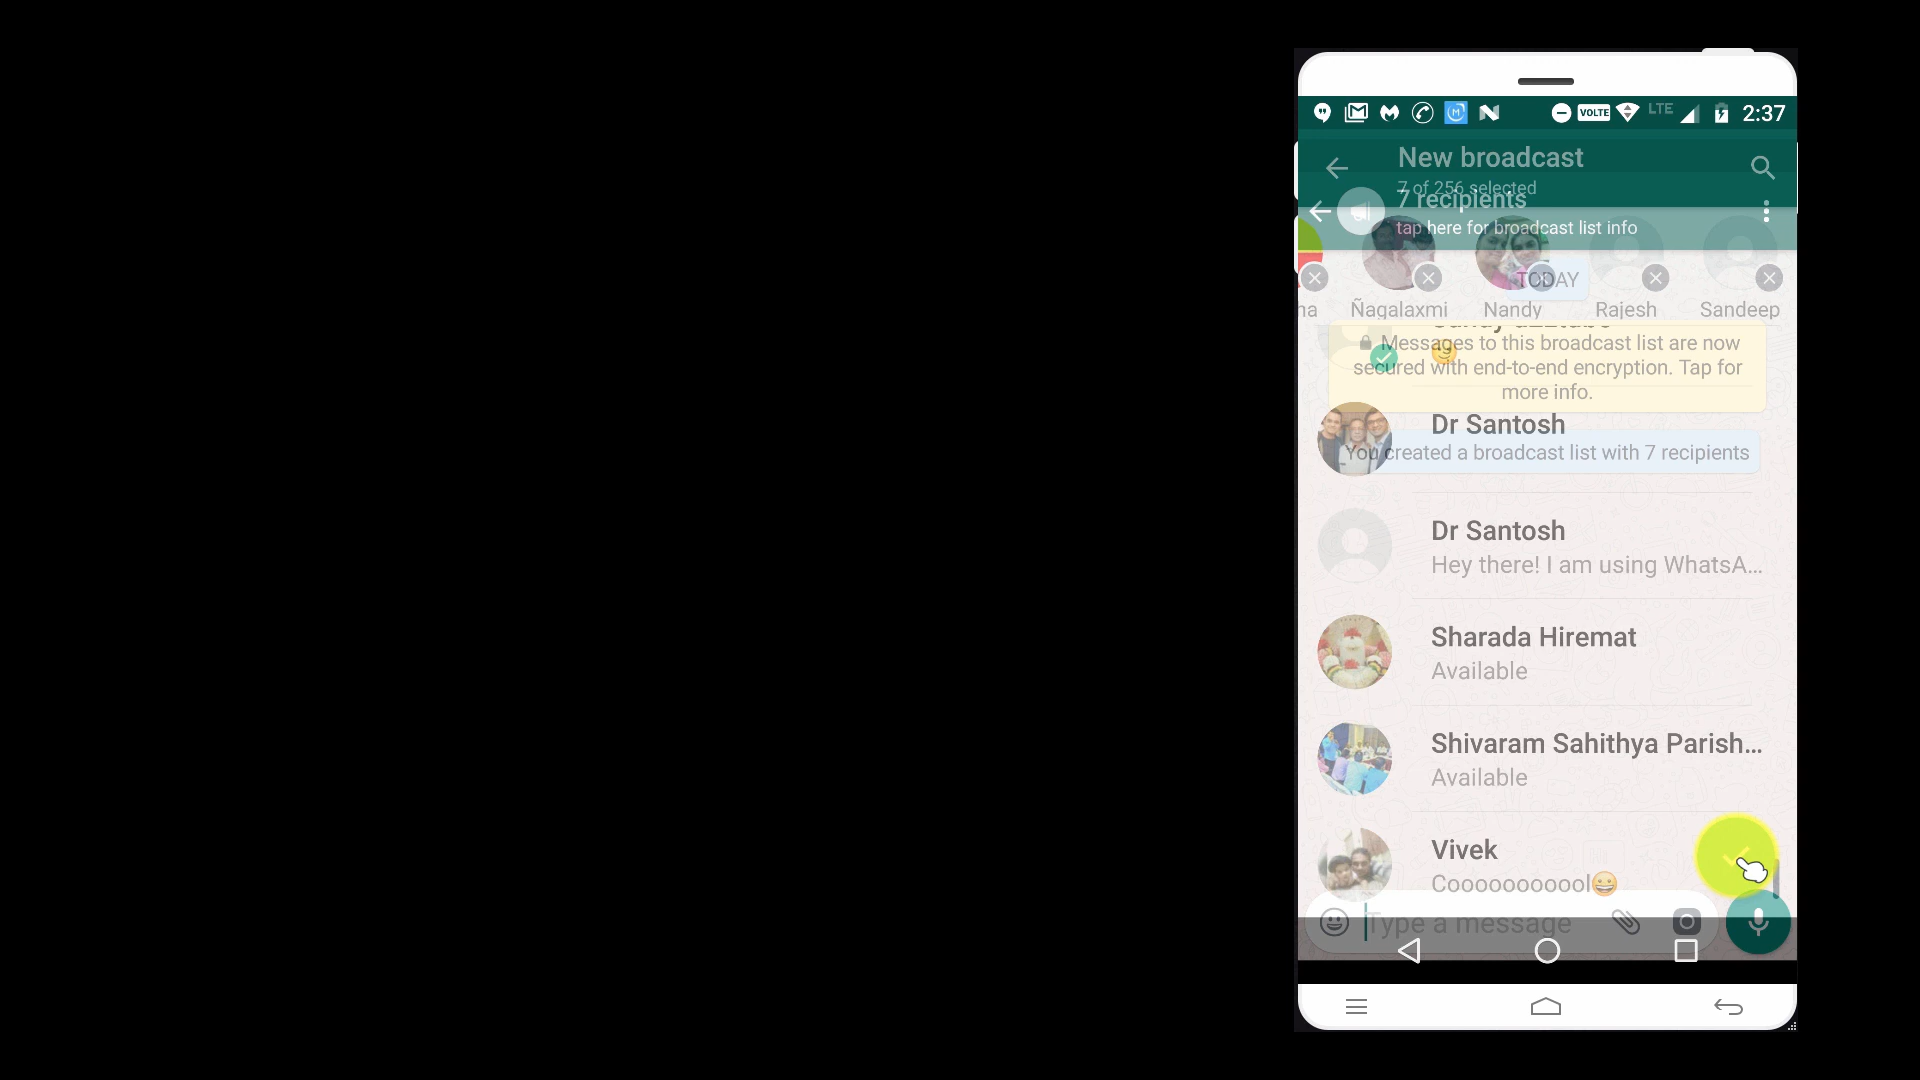 VOLTE LTE 2:37
New broadcast
7 of 256 selected
7 recipients
tap here for broadcast list info
TODAY
na Ñagalaxmi Nandy Rajesh Sandeep
Messages to this broadcast list are now
secured with end-to-end encryption. Tap for
more info.
Dr Santosh
You created a broadcast list with 7 recipients
Dr Santosh
Hey there! I am using WhatsA...
Sharada Hiremat
Available
Shivaram Sahithya Parish...
Available
Vivek
Cooooooooool😀
Type a message